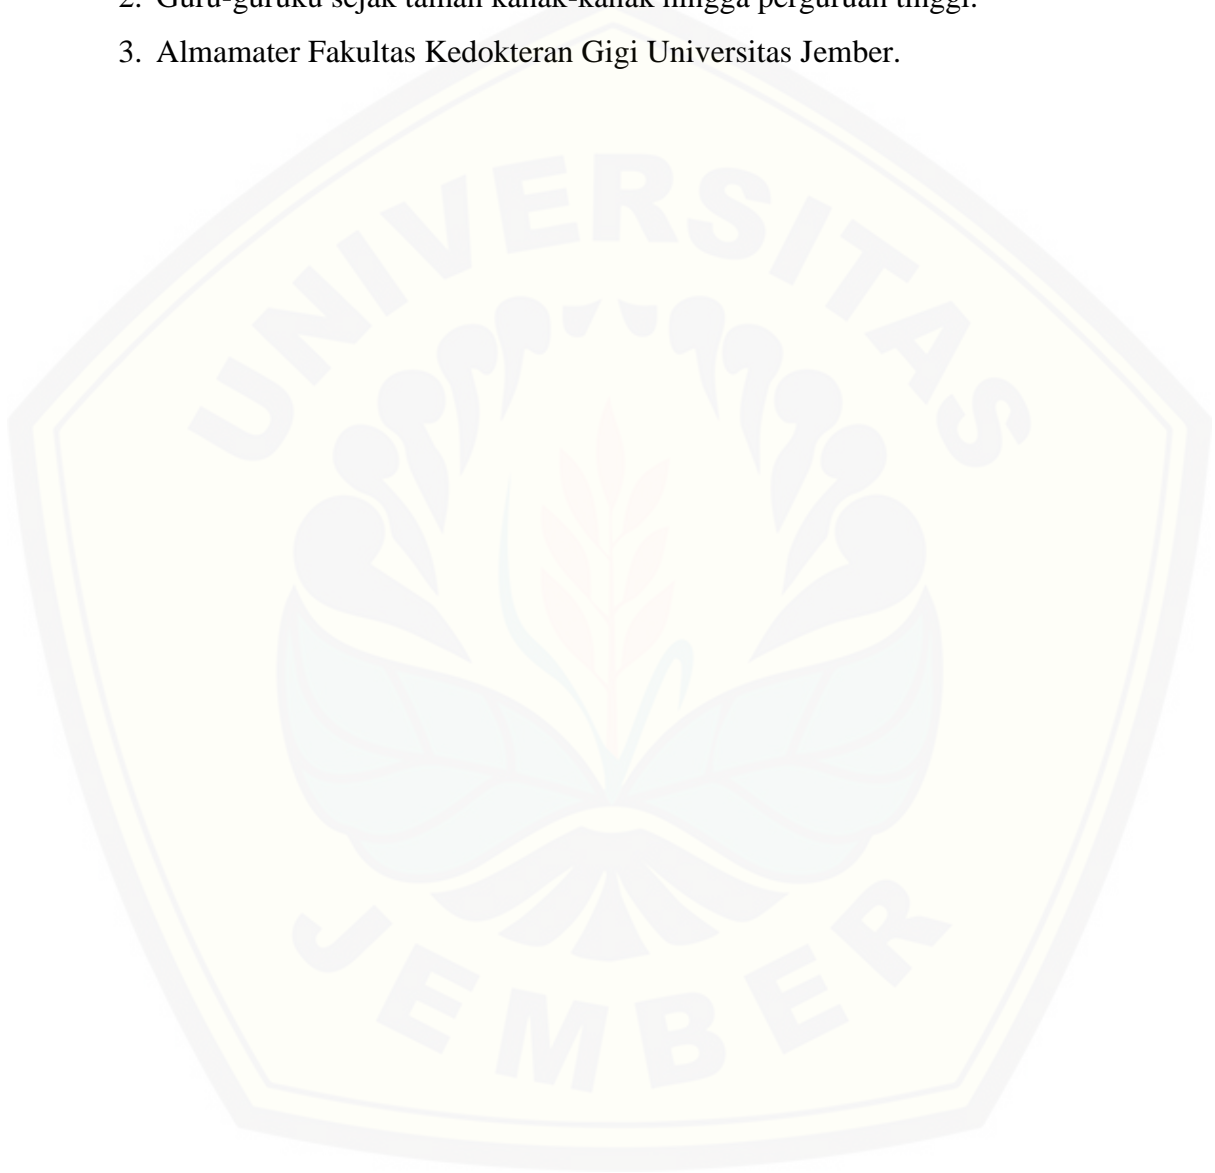 2. Guru-guruku sejak taman kanak-kanak hingga perguruan tinggi.
3. Almamater Fakultas Kedokteran Gigi Universitas Jember.
UNIVERSITAS
JEMBER